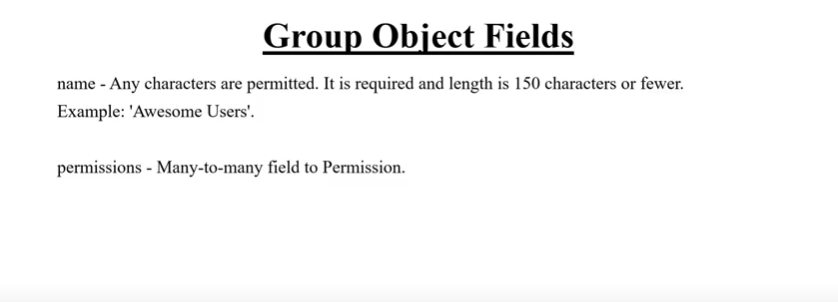 Group Object Fields
name - Any characters are permitted. It is required and length is 150 characters or fewer.
Example: 'Awesome Users'.
permissions - Many-to-many field to Permission.